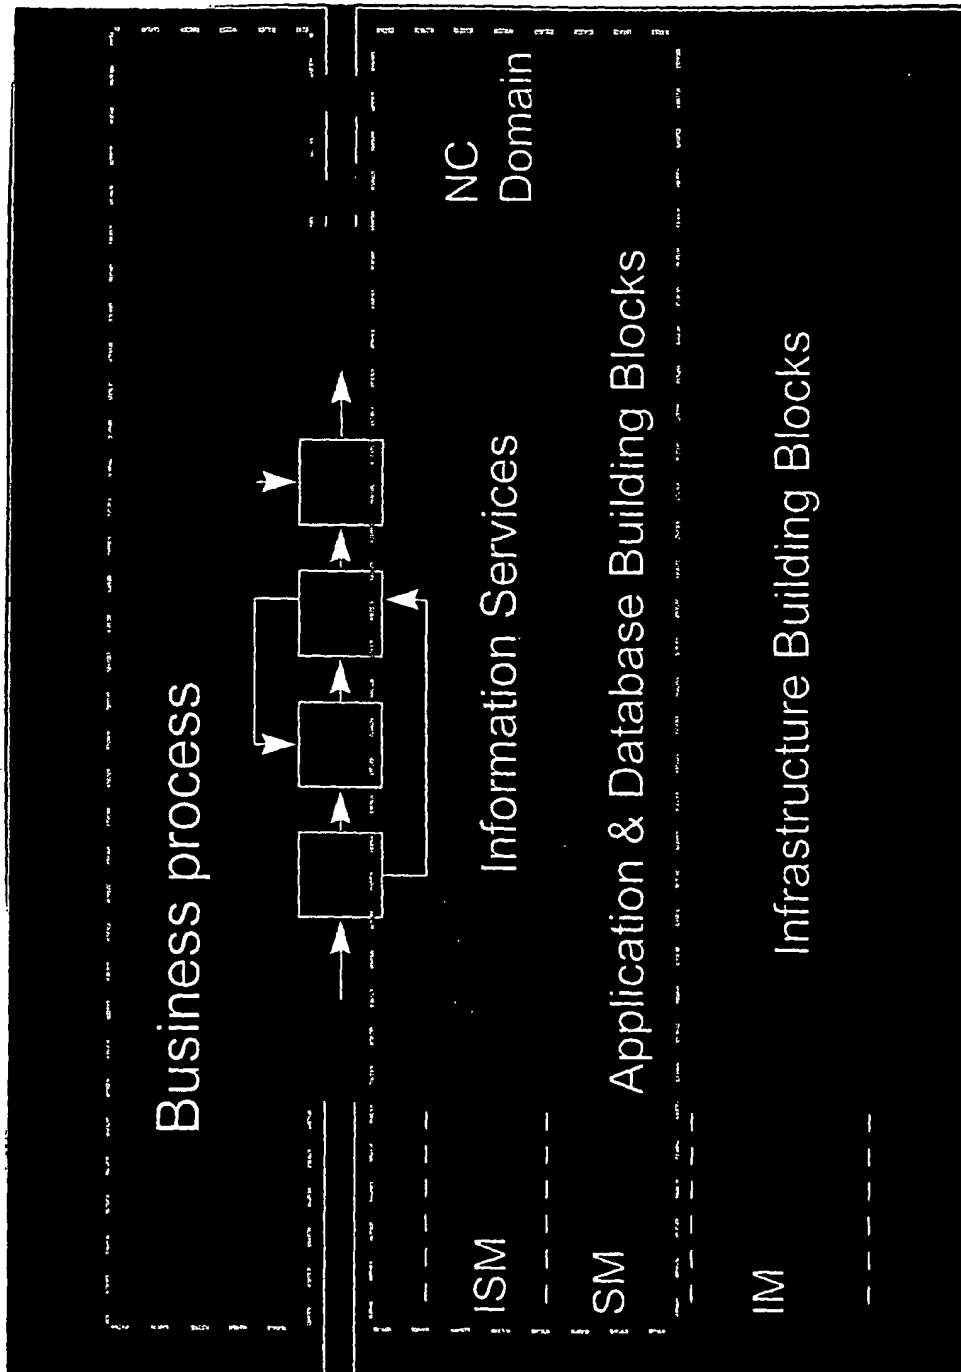 Business process
NC
Domain
ISM
Information Services
SM
Application & Database Building Blocks
IM
Infrastructure Building Blocks